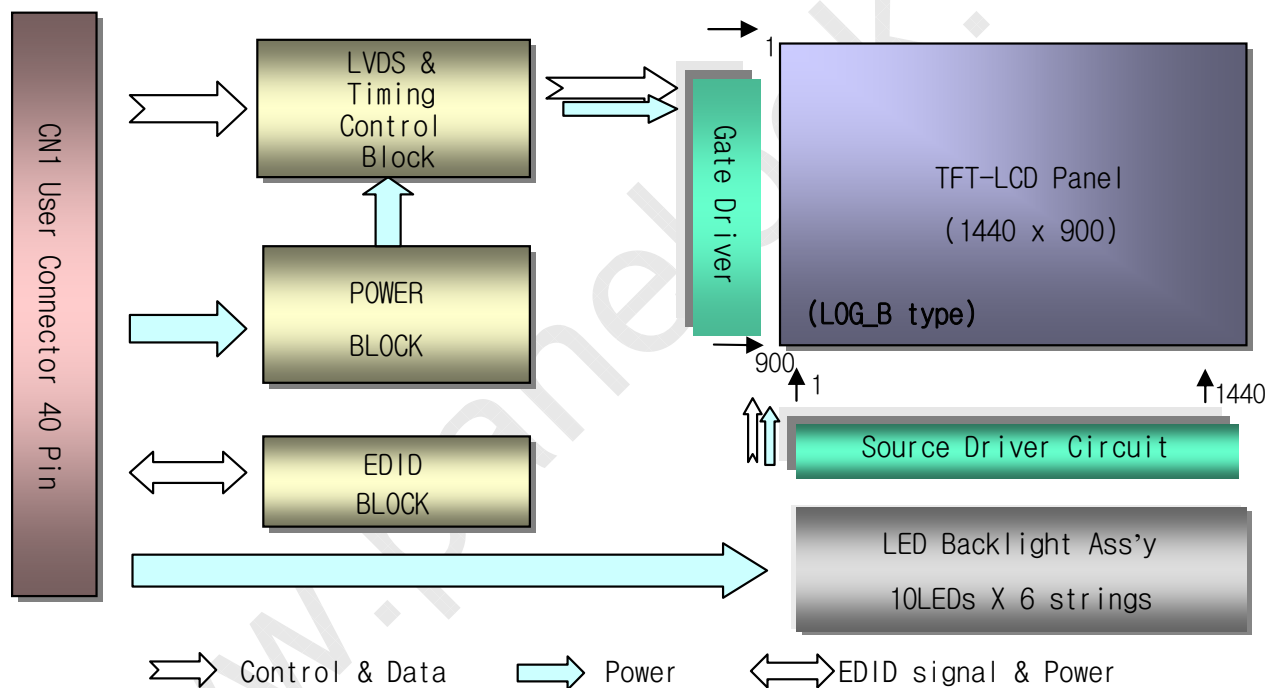 CN1 User Connector 40 Pin
LVDS &
Timing
Control
Block
POWER
BLOCK
EDID
BLOCK
Gate Driver
1
900
TFT-LCD Panel
(1440 x 900)
(LOG_B type)
1
1440
Source Driver Circuit
LED Backlight Ass’y
10LEDs X 6 strings
Control & Data
Power
EDID signal & Power